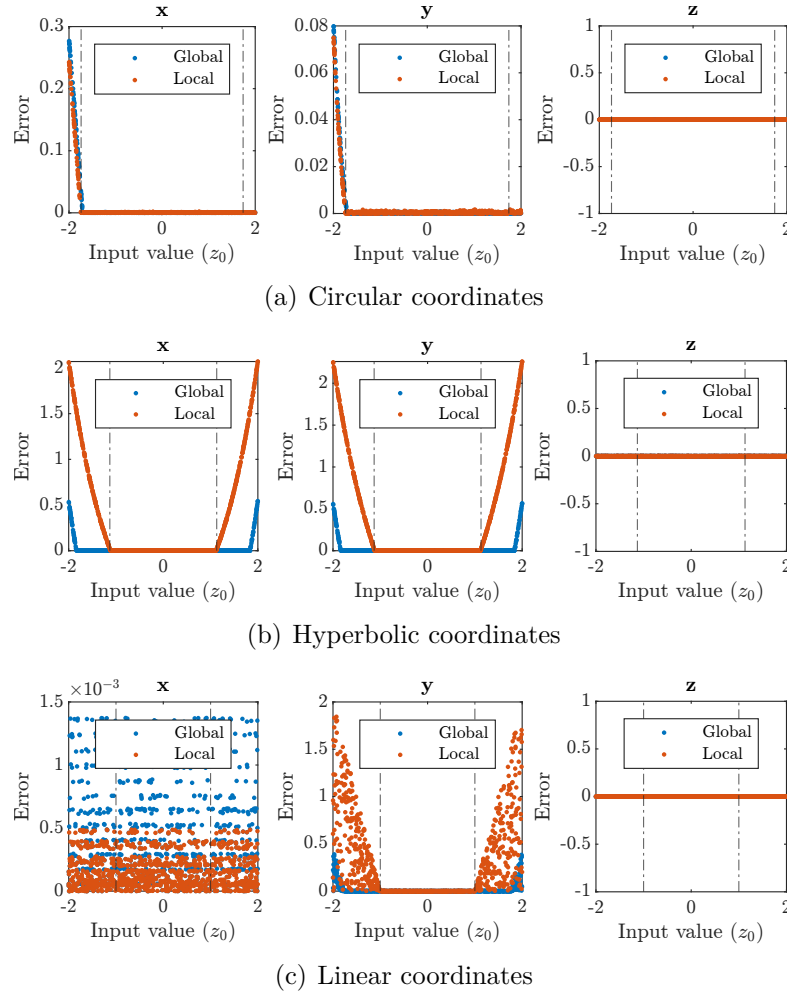 x y z
Error
0.3
0.2
0.1
0
Global
Local
-2 0 2
Input value (z₀)
Error
0.08
0.06
0.04
0.02
0
Global
Local
-2 0 2
Input value (z₀)
Error
1
0.5
0
-0.5
-1
Global
Local
-2 0 2
Input value (z₀)
(a) Circular coordinates
x y z
Error
2
1.5
1
0.5
0
Global
Local
-2 0 2
Input value (z₀)
Error
2
1.5
1
0.5
0
Global
Local
-2 0 2
Input value (z₀)
Error
1
0.5
0
-0.5
-1
Global
Local
-2 0 2
Input value (z₀)
(b) Hyperbolic coordinates
x y z
×10⁻³
Error
1.5
1
0.5
0
Global
Local
-2 0 2
Input value (z₀)
Error
2
1.5
1
0.5
0
Global
Local
-2 0 2
Input value (z₀)
Error
1
0.5
0
-0.5
-1
Global
Local
-2 0 2
Input value (z₀)
(c) Linear coordinates